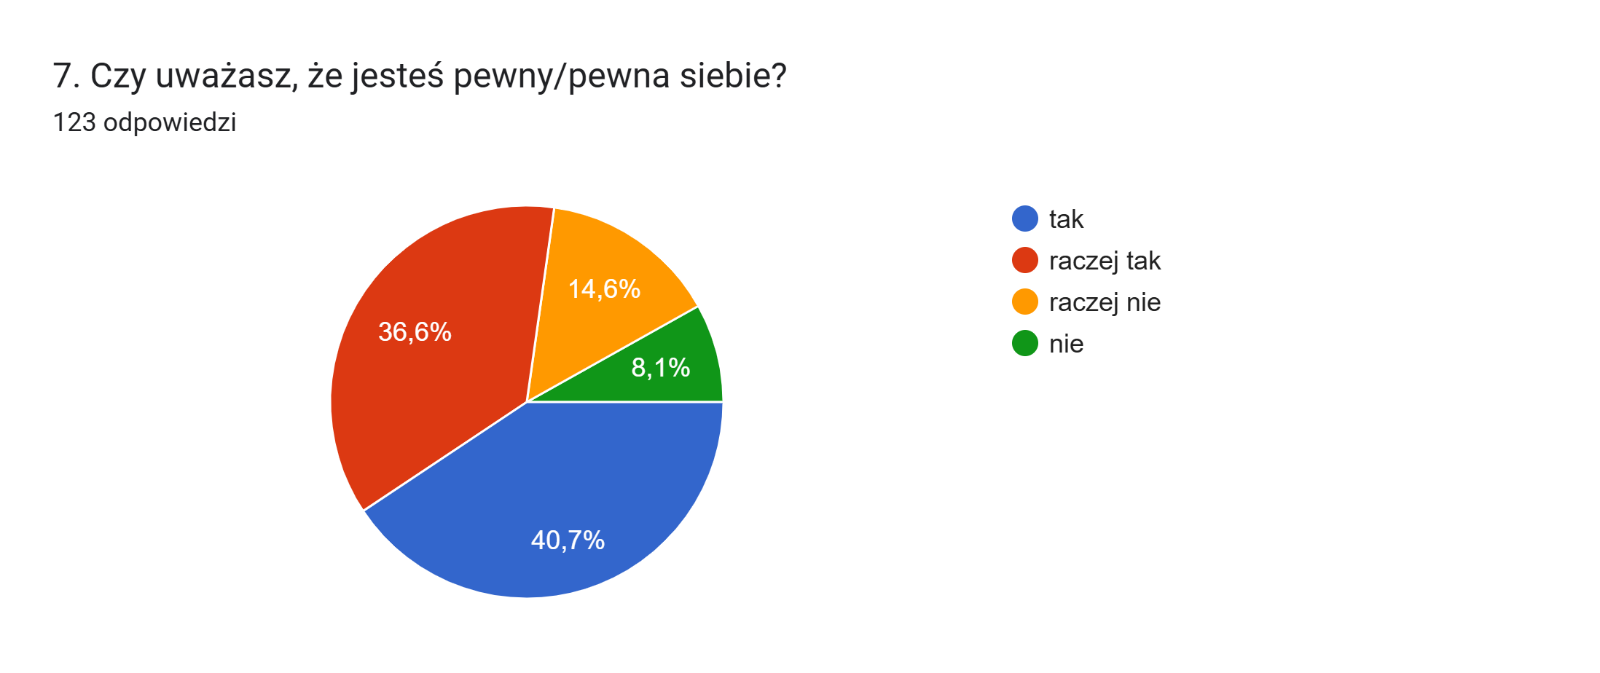 7. Czy uważasz, że jesteś pewny/pewna siebie?
123 odpowiedzi
tak
raczej tak
raczej nie
nie
14,6%
36,6%
8,1%
40,7%